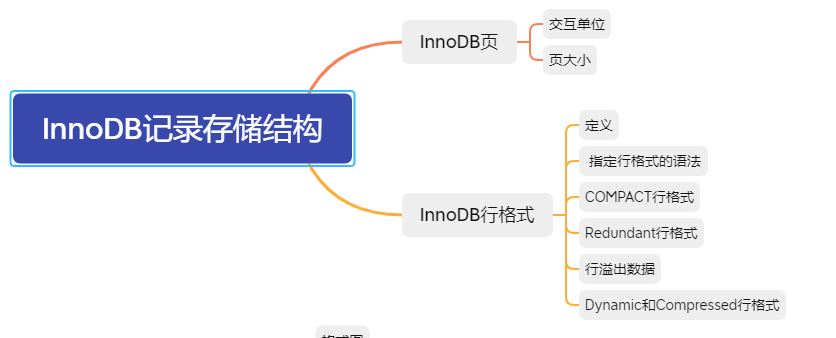 InnoDB记录存储结构
InnoDB页
交互单位
页大小
InnoDB行格式
定义
指定行格式的语法
COMPACT行格式
Redundant行格式
行溢出数据
Dynamic和Compressed行格式